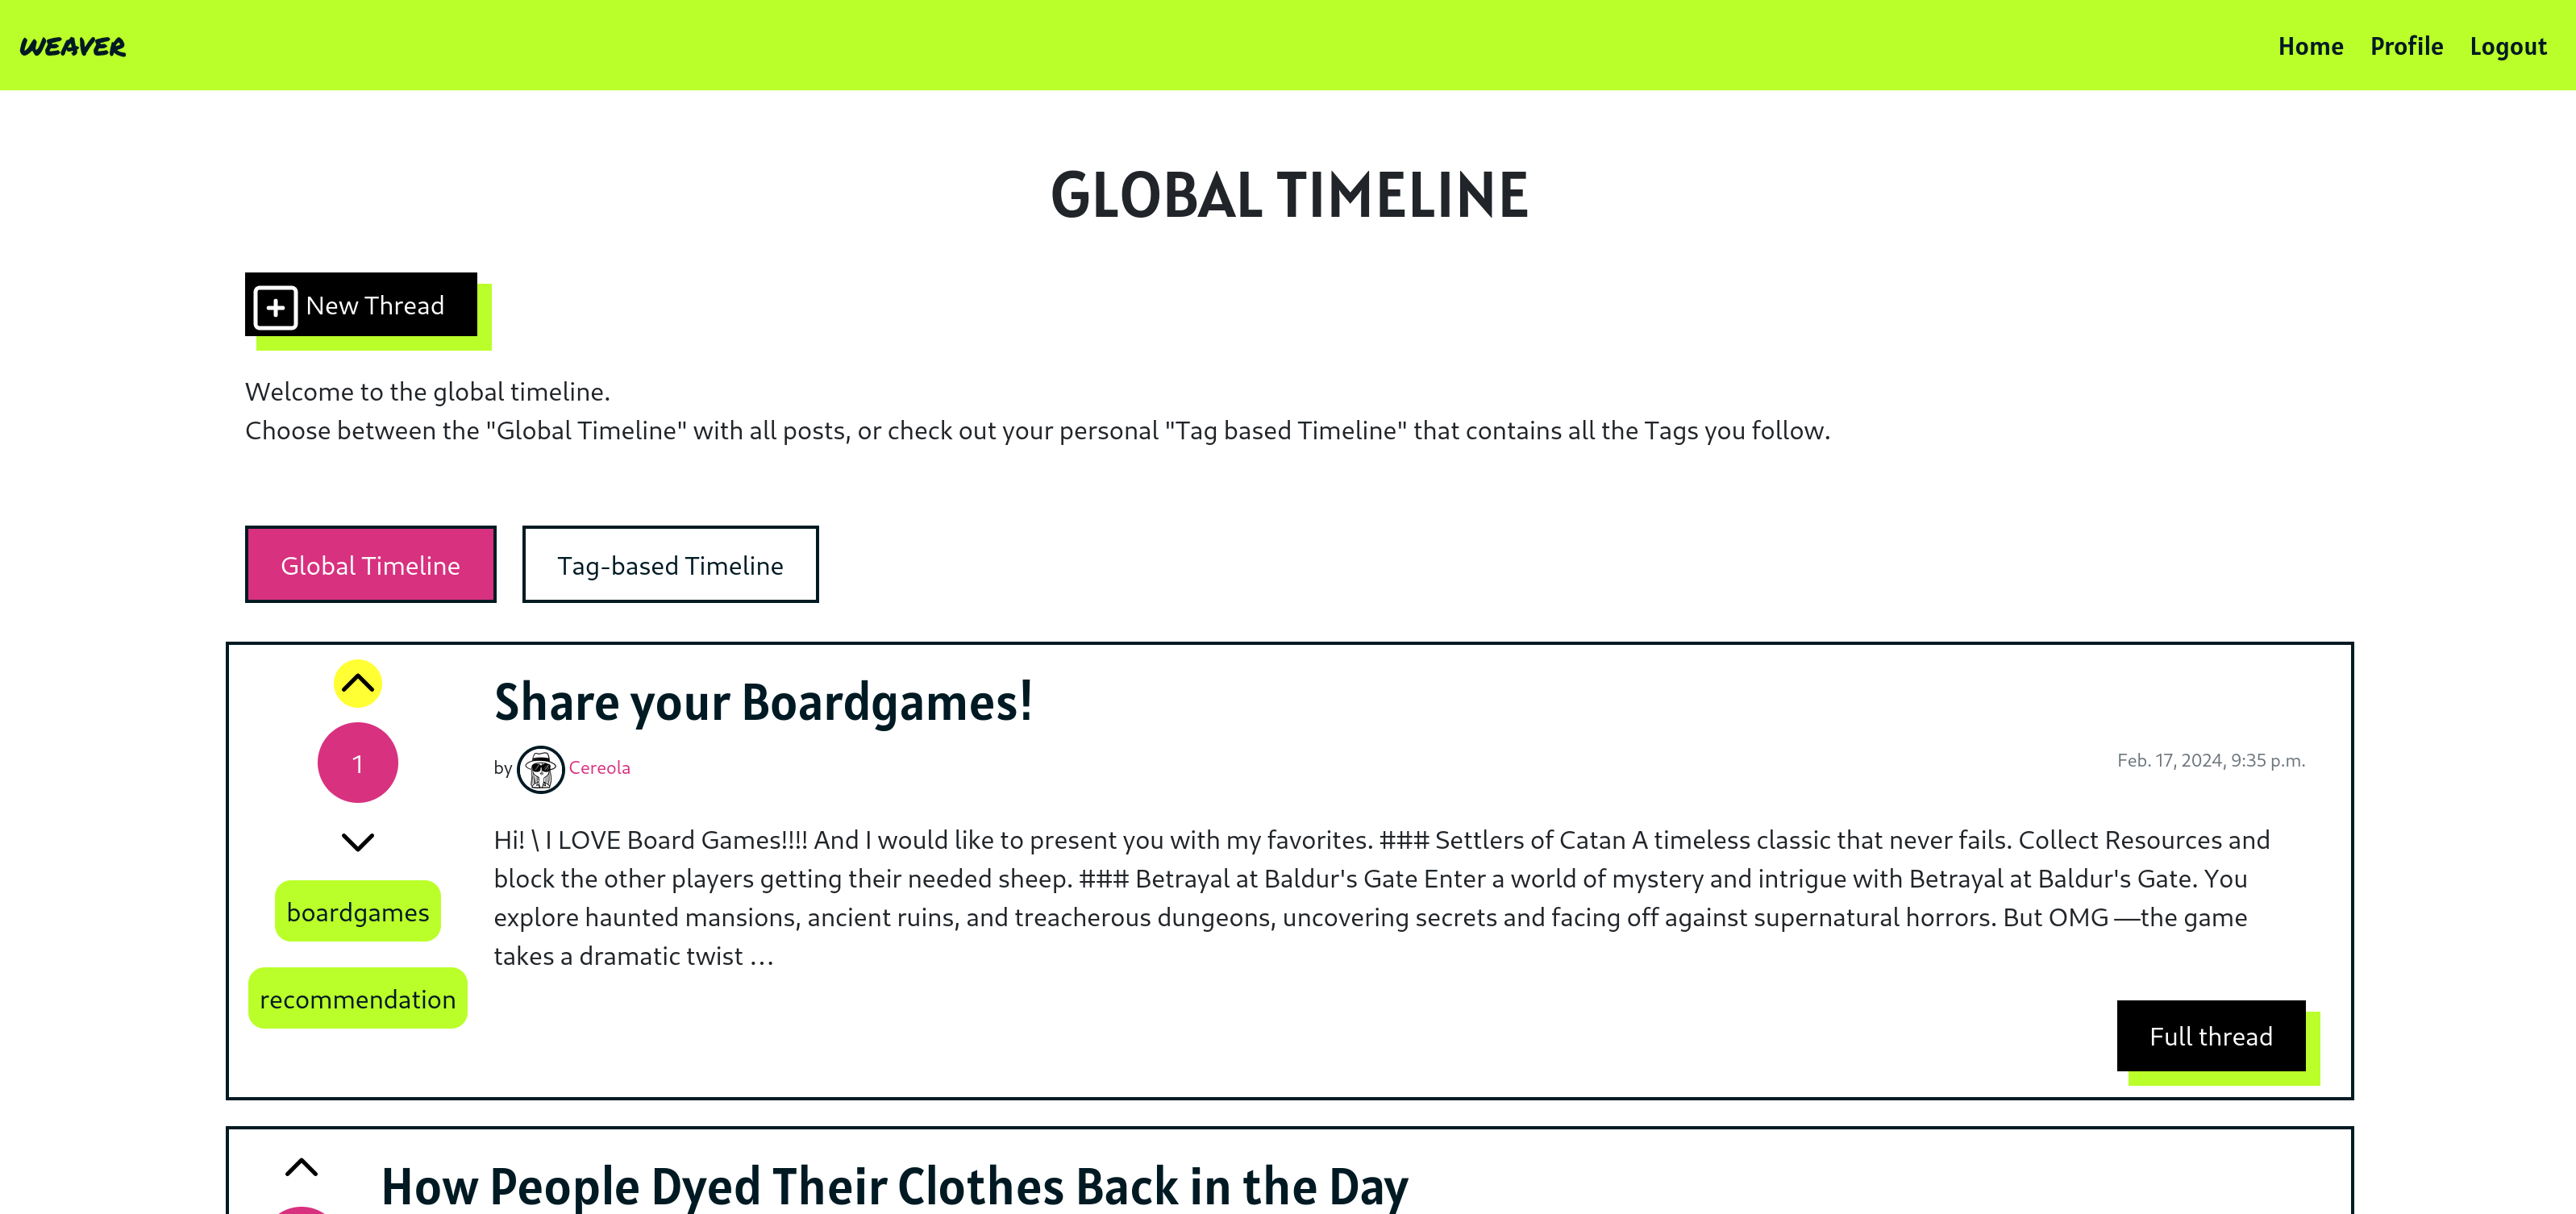 WEAVER
Home Profile Logout
GLOBAL TIMELINE
New Thread
Welcome to the global timeline.
Choose between the "Global Timeline" with all posts, or check out your personal "Tag based Timeline" that contains all the Tags you follow.
Global Timeline
Tag-based Timeline
Share your Boardgames!
1
by Cereola
Feb. 17, 2024, 9:35 p.m.
Hi! \ I LOVE Board Games!!!! And I would like to present you with my favorites. ### Settlers of Catan A timeless classic that never fails. Collect Resources and
block the other players getting their needed sheep. ### Betrayal at Baldur's Gate Enter a world of mystery and intrigue with Betrayal at Baldur's Gate. You
explore haunted mansions, ancient ruins, and treacherous dungeons, uncovering secrets and facing off against supernatural horrors. But OMG —the game
takes a dramatic twist …
boardgames
recommendation
Full thread
How People Dyed Their Clothes Back in the Day